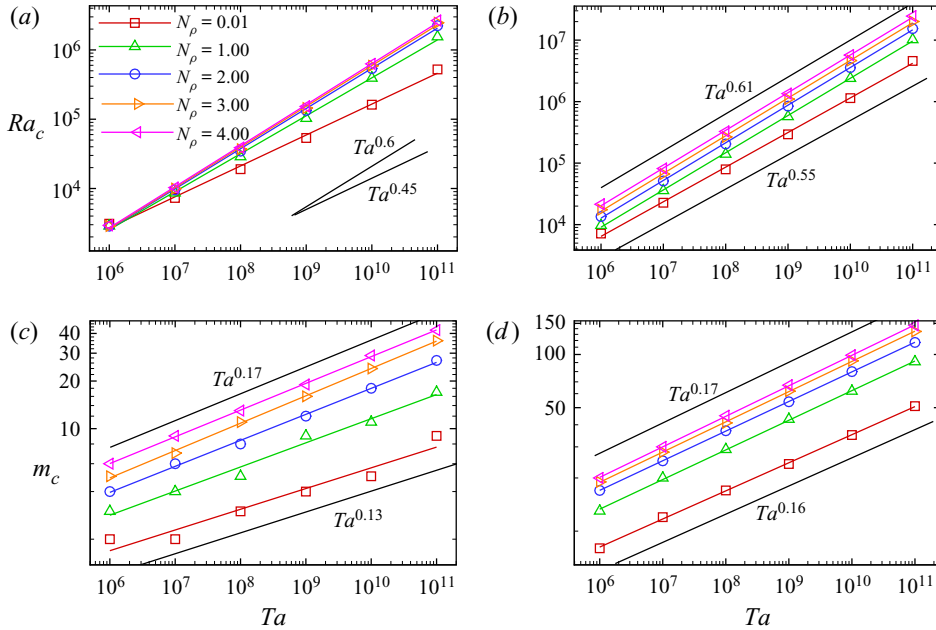 (a)
N_ρ = 0.01
N_ρ = 1.00
N_ρ = 2.00
N_ρ = 3.00
N_ρ = 4.00
10^6
10^5
10^4
Ra_c
Ta^0.6
Ta^0.45
10^6 10^7 10^8 10^9 10^10 10^11
(b)
10^7
10^6
10^5
10^4
Ta^0.61
Ta^0.55
10^6 10^7 10^8 10^9 10^10 10^11
(c)
40
30
20
10
m_c
Ta^0.17
Ta^0.13
10^6 10^7 10^8 10^9 10^10 10^11
Ta
(d)
150
100
50
Ta^0.17
Ta^0.16
10^6 10^7 10^8 10^9 10^10 10^11
Ta